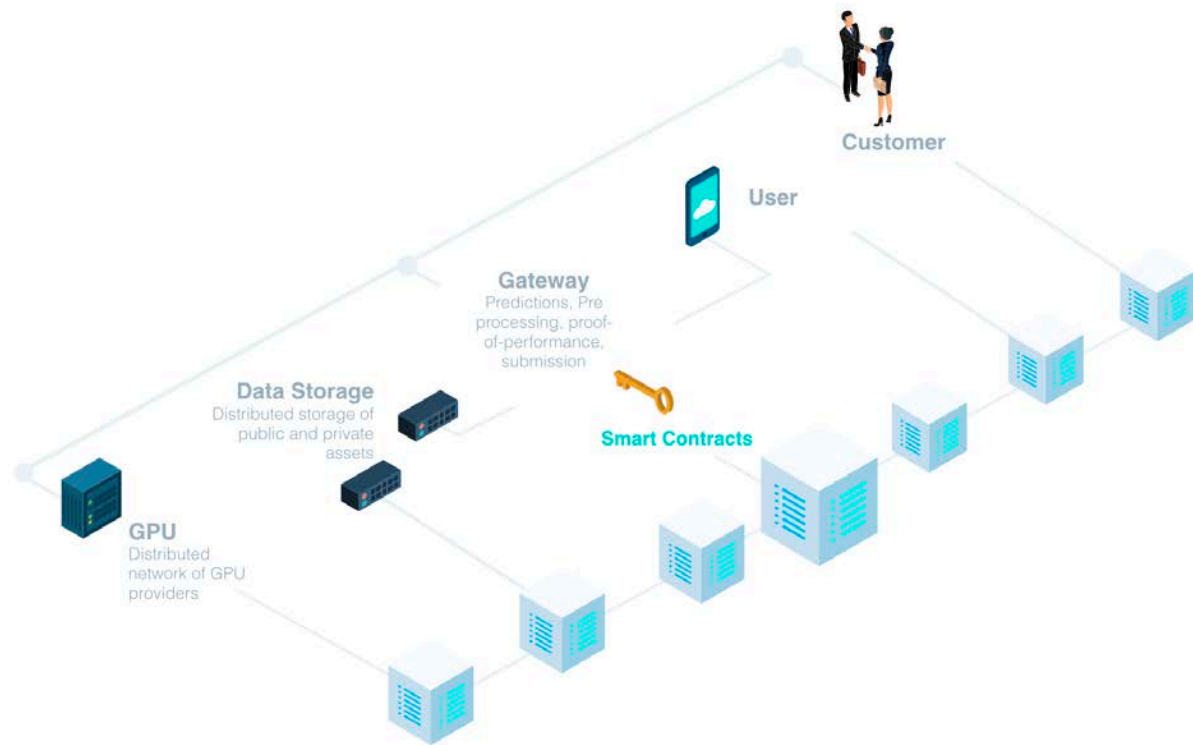 Customer
User
Gateway
Predictions, Pre
processing, proof-
of-performance,
submission
Data Storage
Distributed storage of
public and private
assets
Smart Contracts
GPU
Distributed
network of GPU
providers